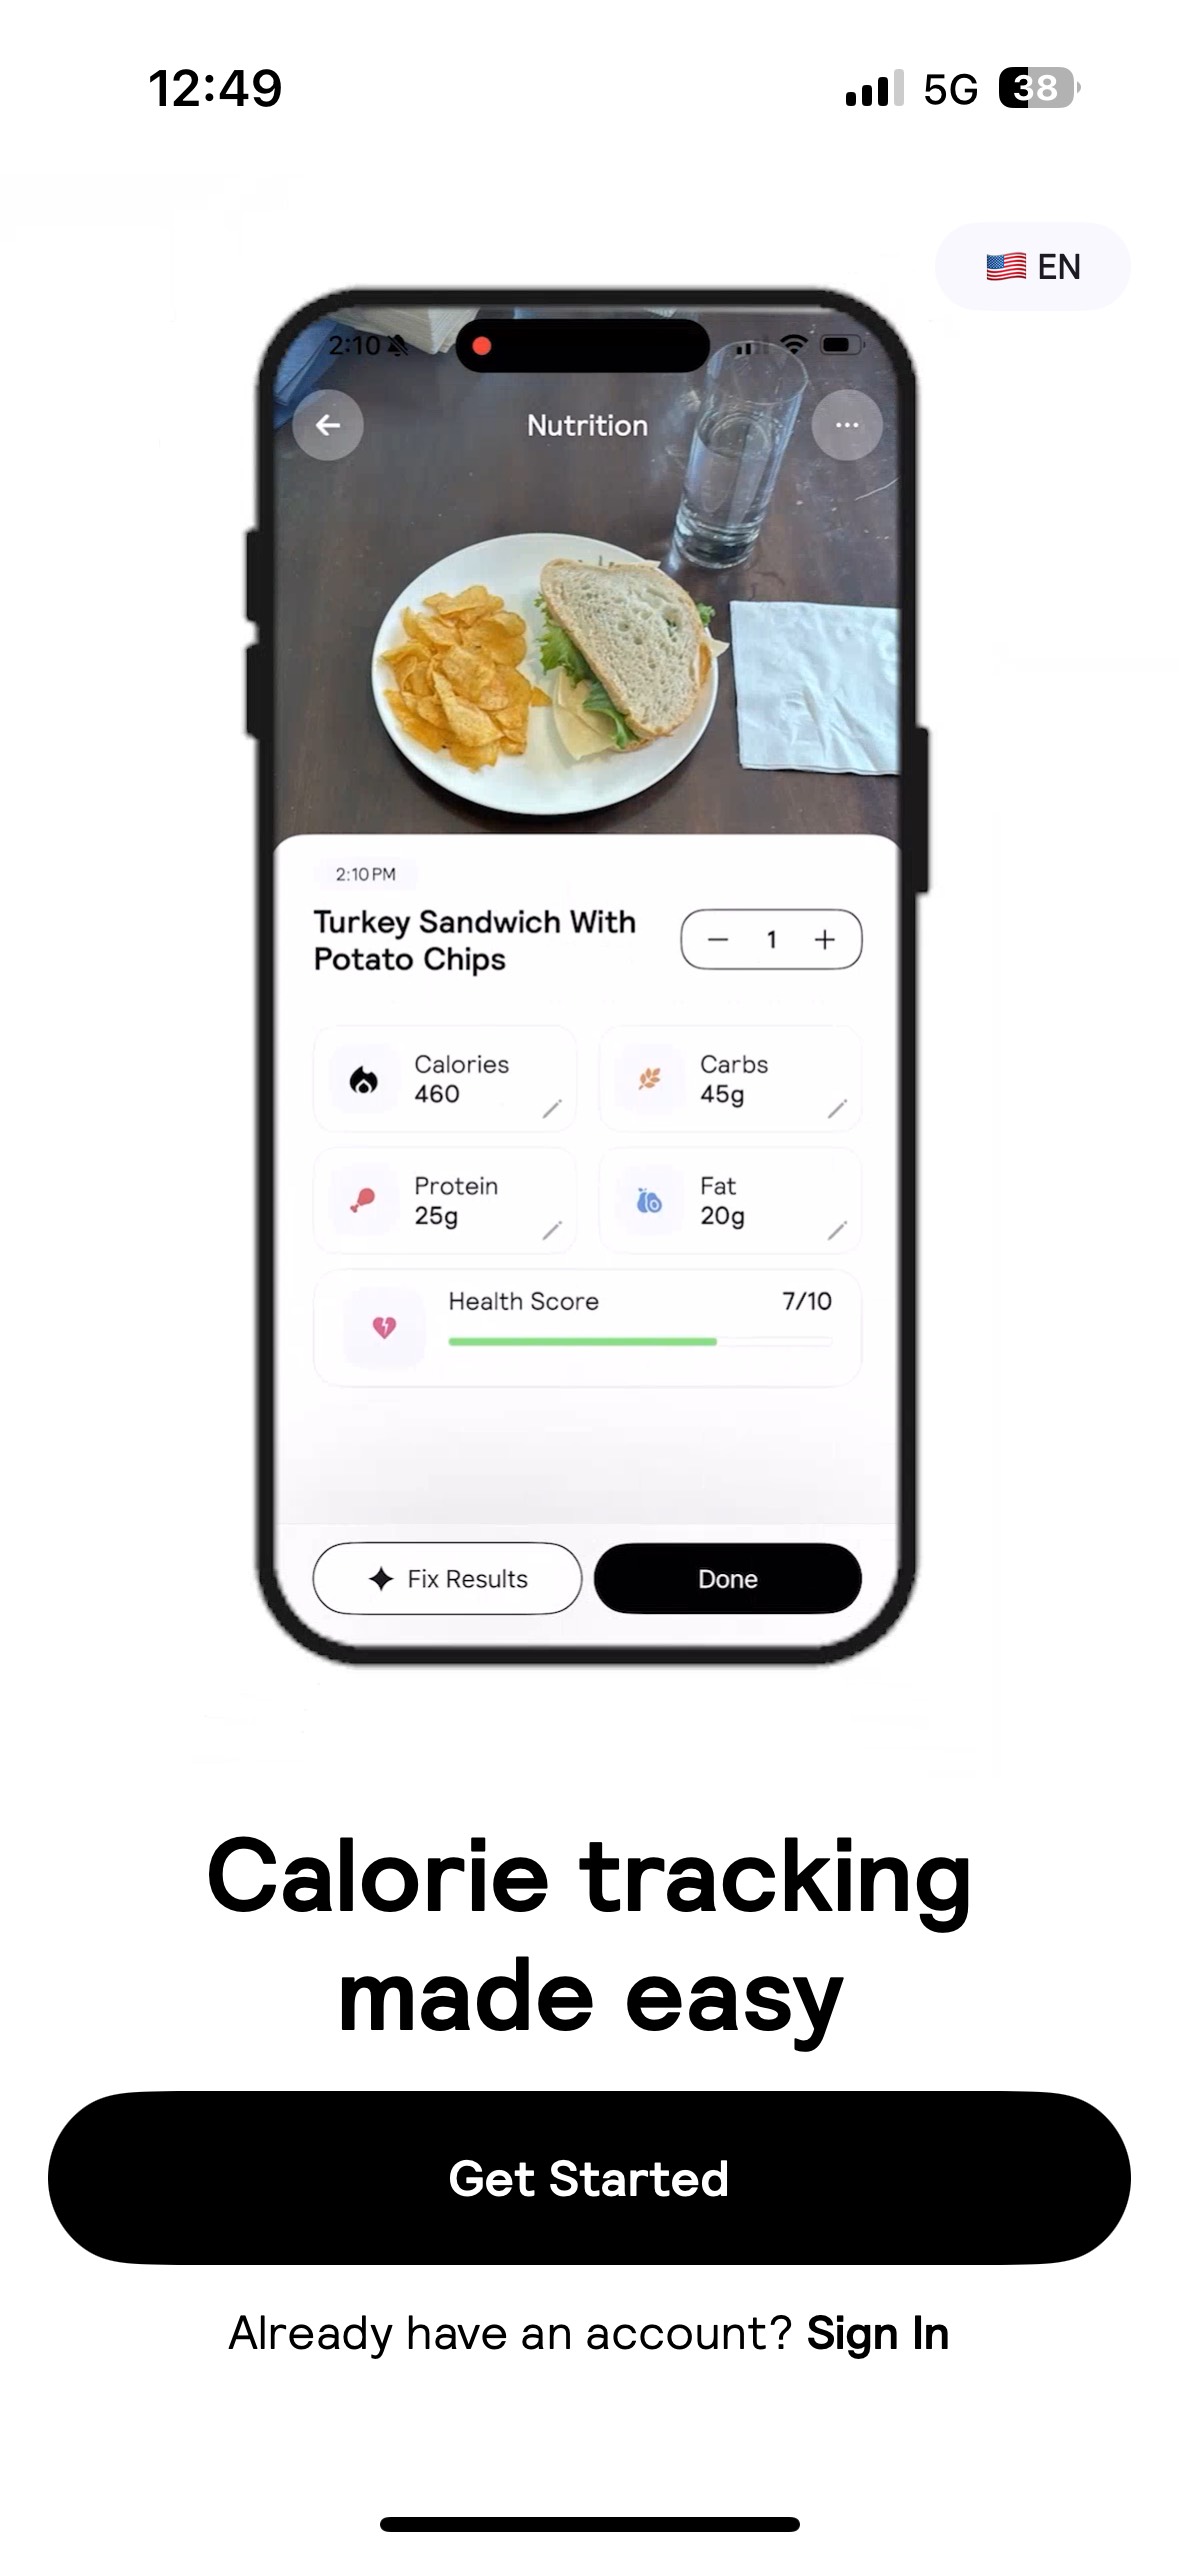 12:49
5G 38
🇺🇸 EN
2:10
Nutrition
2:10 PM
Turkey Sandwich With
Potato Chips
− 1 +
Calories
460
Carbs
45g
Protein
25g
Fat
20g
Health Score 7/10
Fix Results
Done
Calorie tracking
made easy
Get Started
Already have an account? Sign In